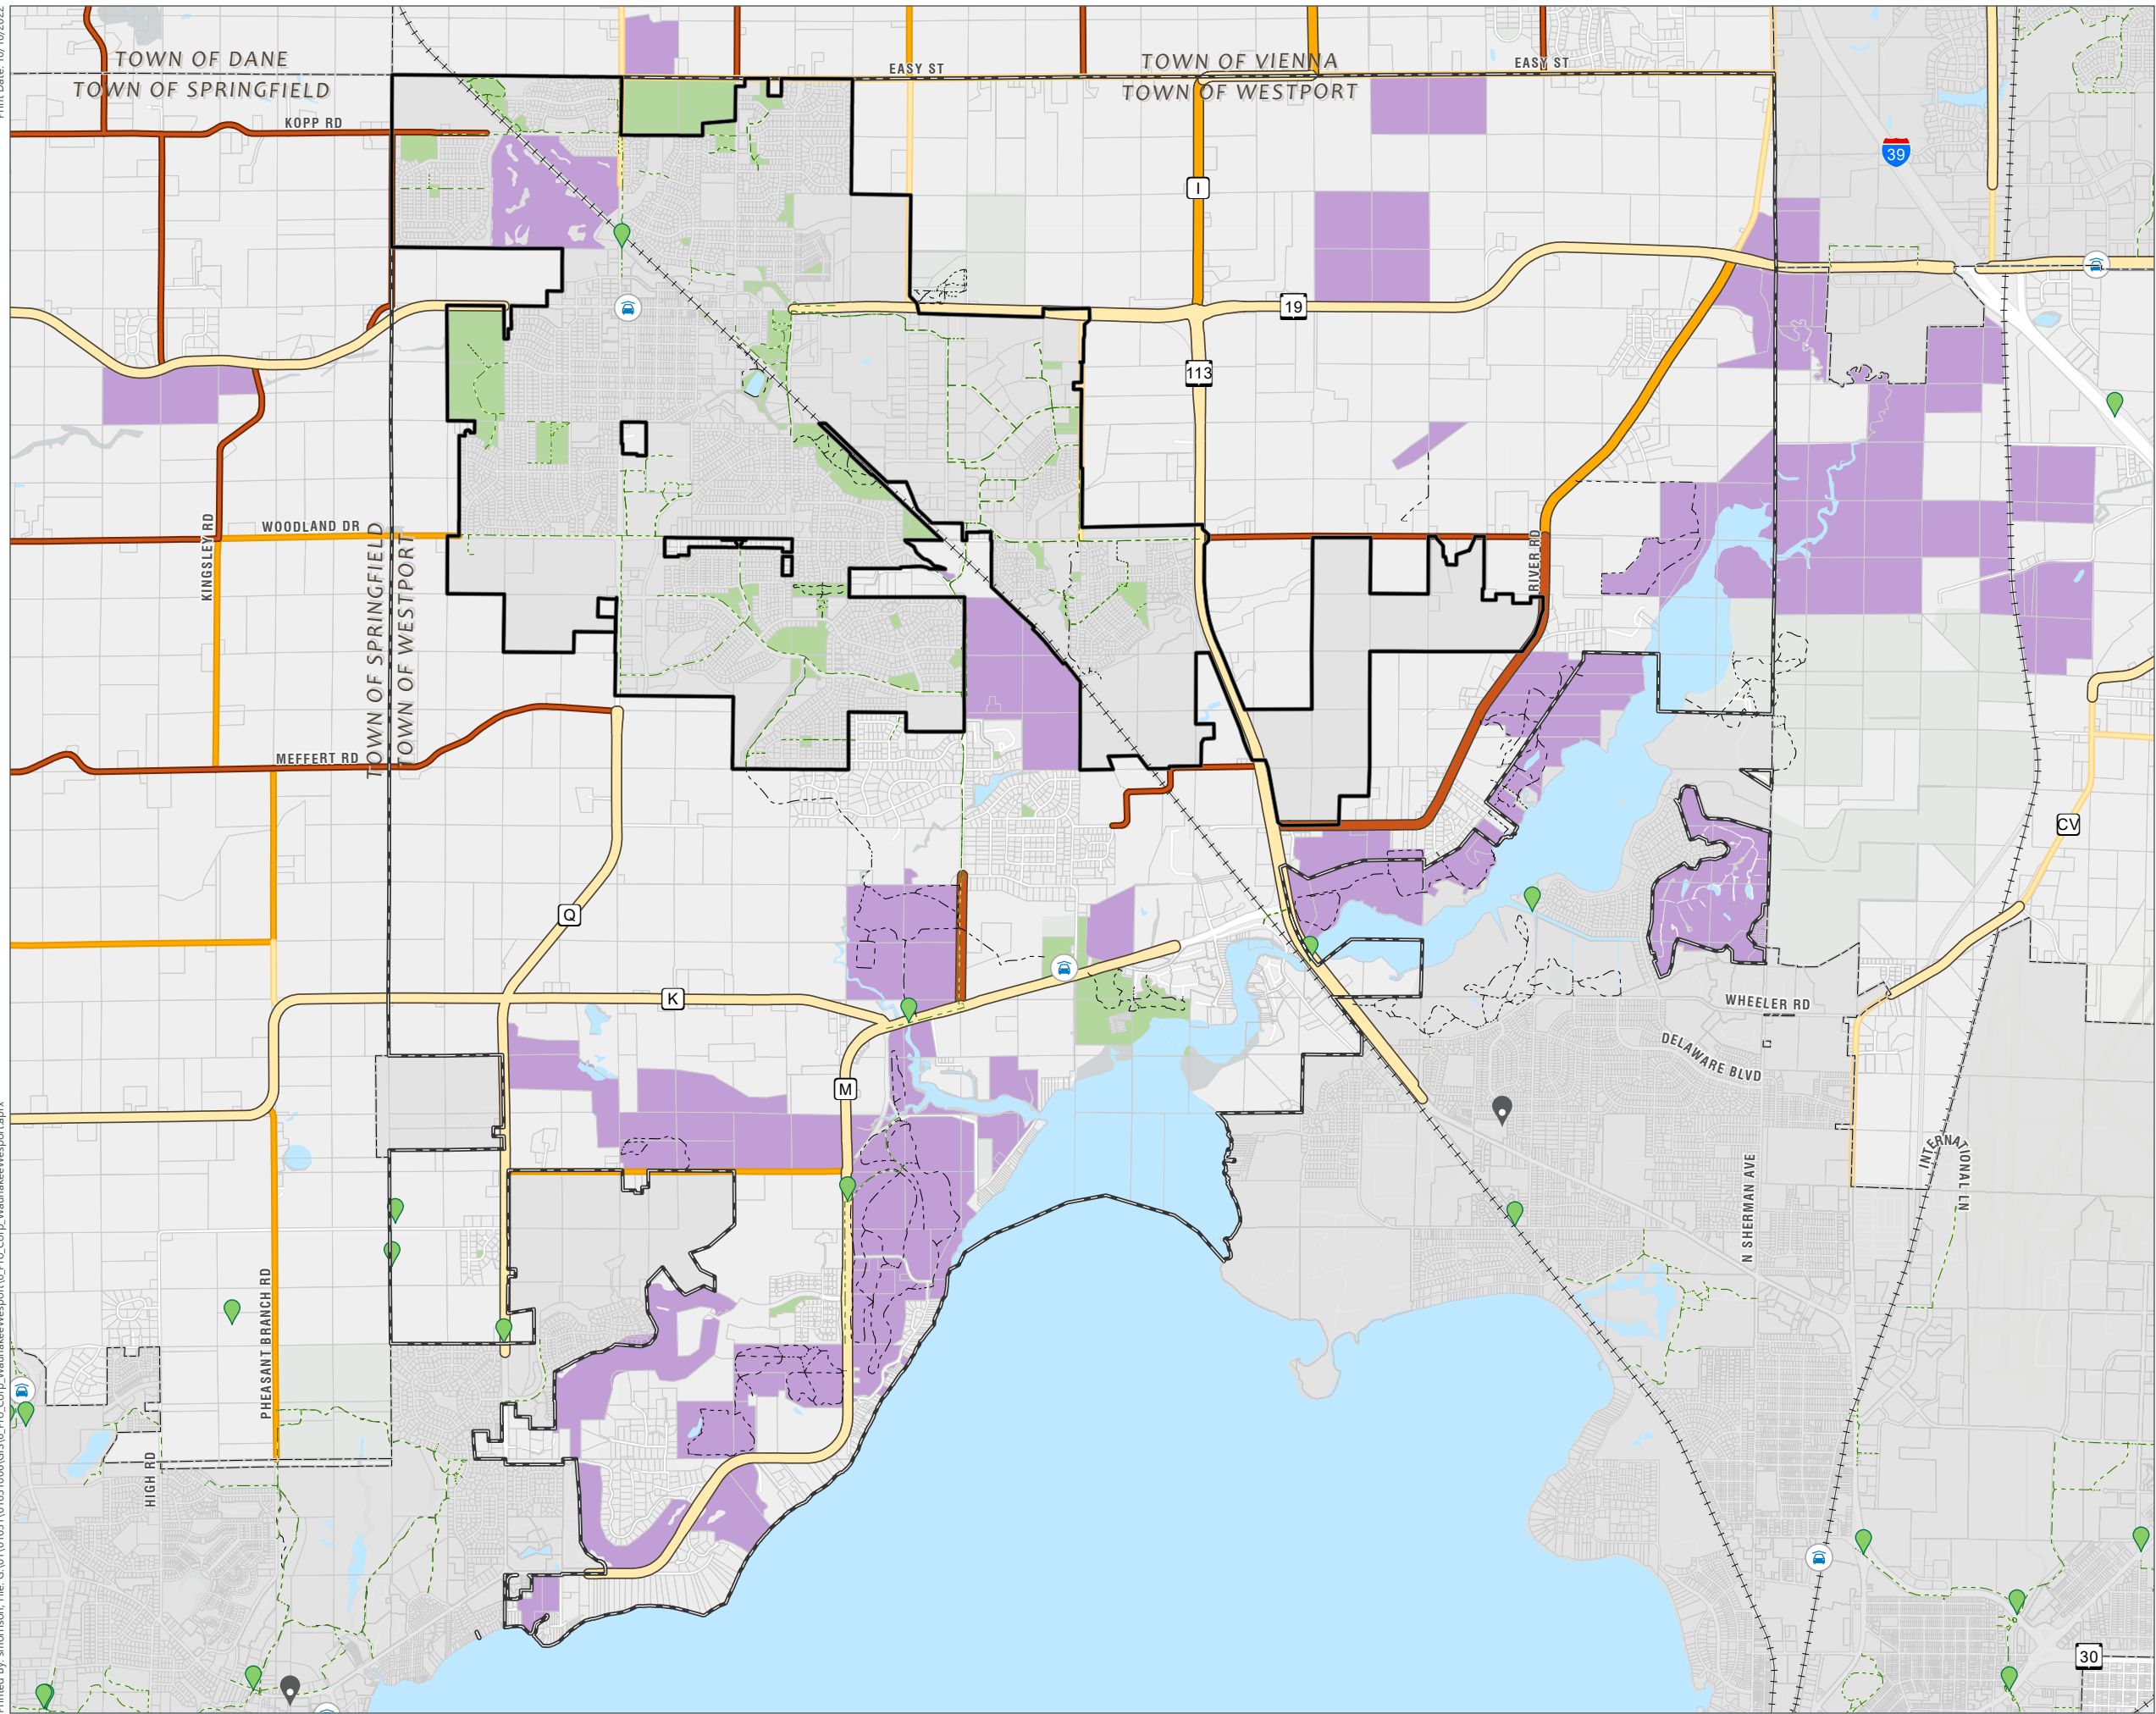 TOWN OF DANE
TOWN OF SPRINGFIELD
TOWN OF VIENNA
TOWN OF WESTPORT
EASY ST
EASY ST
KOPP RD
39
I
19
113
WOODLAND DR
KINGSLEY RD
TOWN OF SPRINGFIELD
TOWN OF WESTPORT
RIVER RD
MEFFERT RD
CV
Q
K
WHEELER RD
DELAWARE BLVD
M
INTERNATIONAL LN
N SHERMAN AVE
PHEASANT BRANCH RD
HIGH RD
30